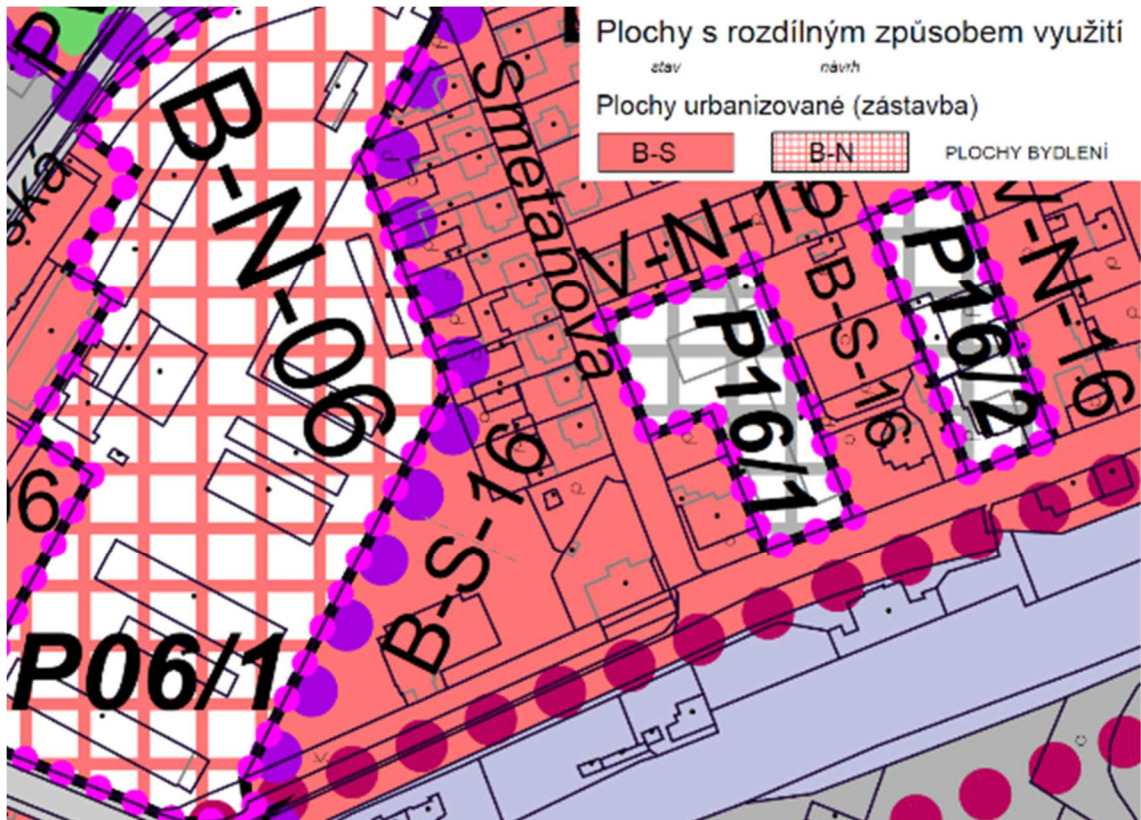 Plochy s rozdílným způsobem využití
stav návrh
Plochy urbanizované (zástavba)
B-S B-N PLOCHY BYDLENÍ
B-N-06
Smetanova
V-N-16
B-S-16
P16/1
P16/2
V-N-16
B-S-16
P06/1